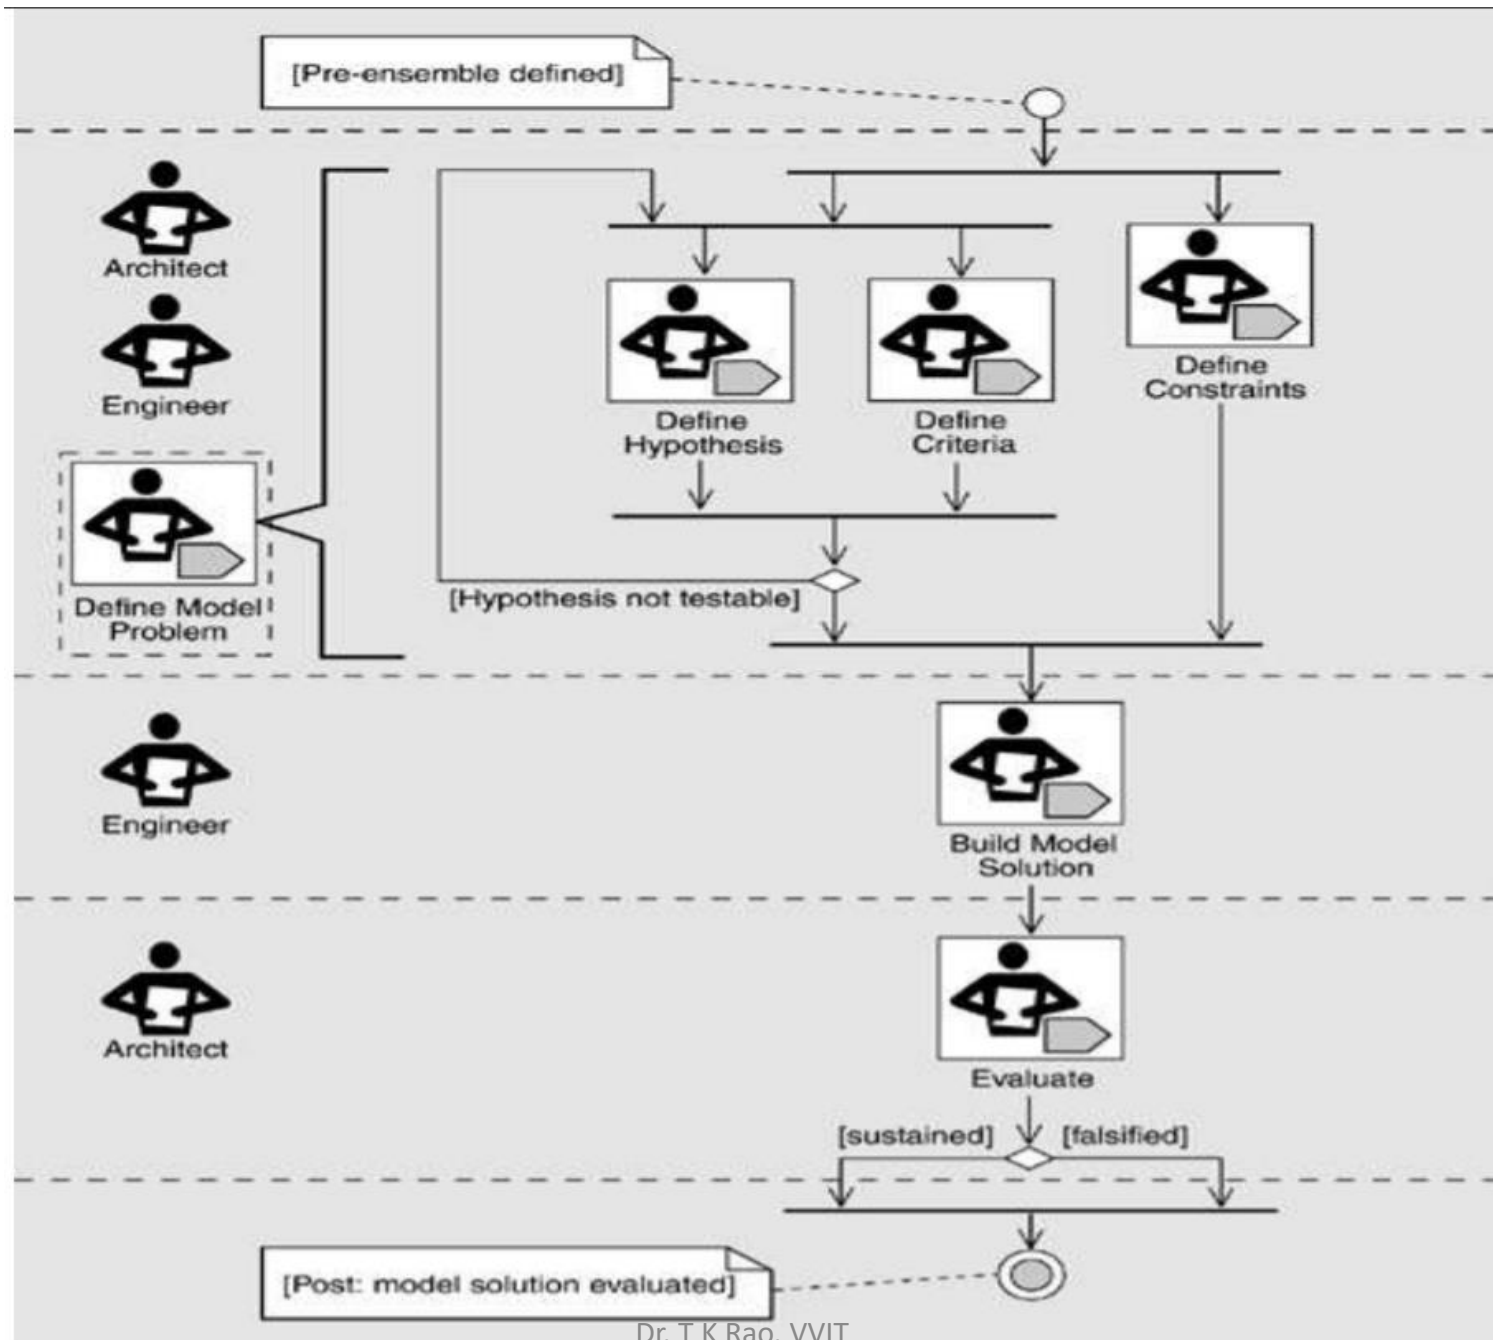 [Pre-ensemble defined]
Architect
Engineer
Define
Constraints
Define
Hypothesis
Define
Criteria
[Hypothesis not testable]
Define Model
Problem
Engineer
Build Model
Solution
Architect
Evaluate
[sustained]
[falsified]
[Post: model solution evaluated]
Dr. T K Rao, VVIT